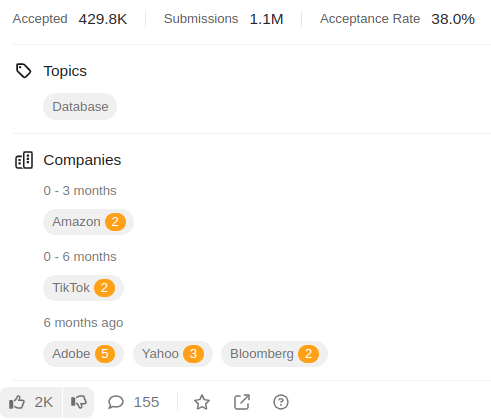 Accepted 429.8K Submissions 1.1M Acceptance Rate 38.0%
Topics
Database
Companies
0 - 3 months
Amazon 2
0 - 6 months
TikTok 2
6 months ago
Adobe 5 Yahoo 3 Bloomberg 2
2K 155